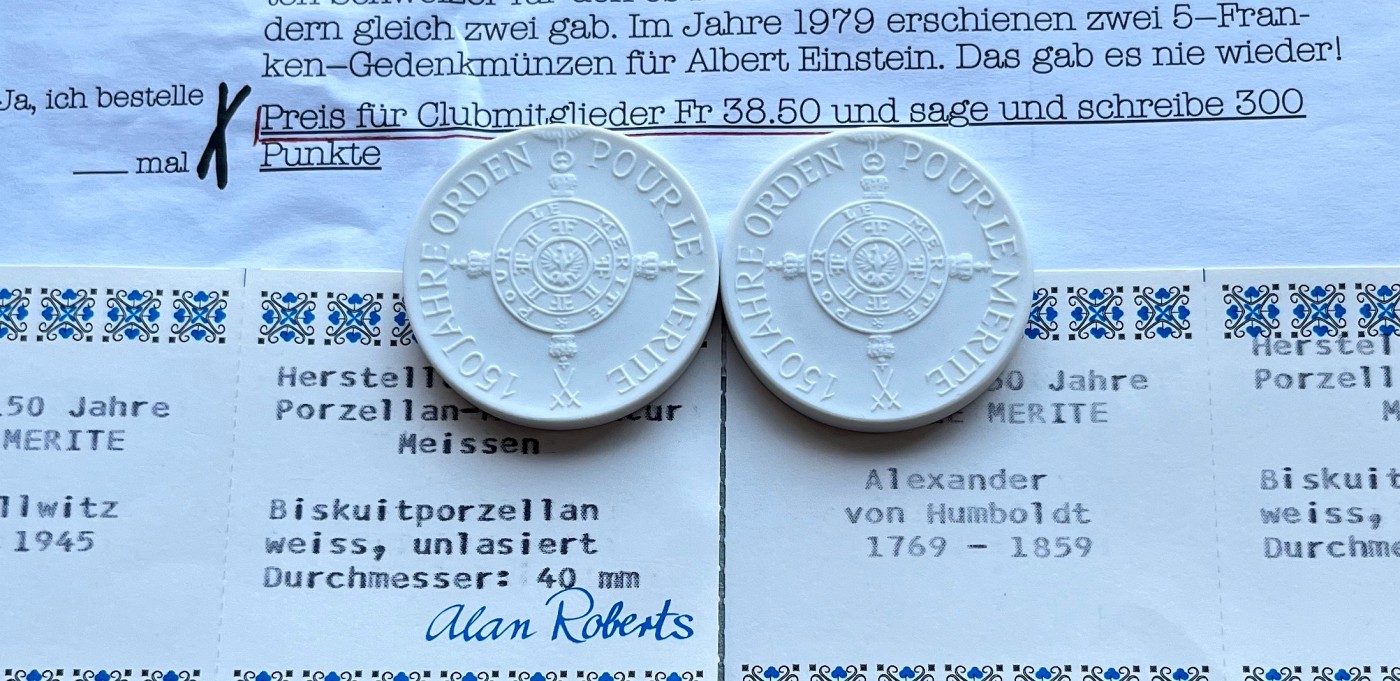 dern gleich zwei gab. Im Jahre 1979 erschienen zwei 5–Fran-
ken–Gedenkmünzen für Albert Einstein. Das gab es nie wieder!
Ja, ich bestelle
X
Preis für Clubmitglieder Fr 38.50 und sage und schreibe 300
___ mal
Punkte
150 JAHRE ORDEN POUR LE MERITE
POUR LE MERITE
150 JAHRE ORDEN POUR LE MERITE
POUR LE MERITE
50 Jahre
MERITE
llwitz
1945
Herstell
Porzellan-
Meissen
Biskuitporzellan
weiss, unlasiert
Durchmesser: 40 mm
Alan Roberts
50 Jahre
MERITE
Alexander
von Humboldt
1769 - 1859
Herstel
Porzell
M
Biskuit
weiss,
Durchme